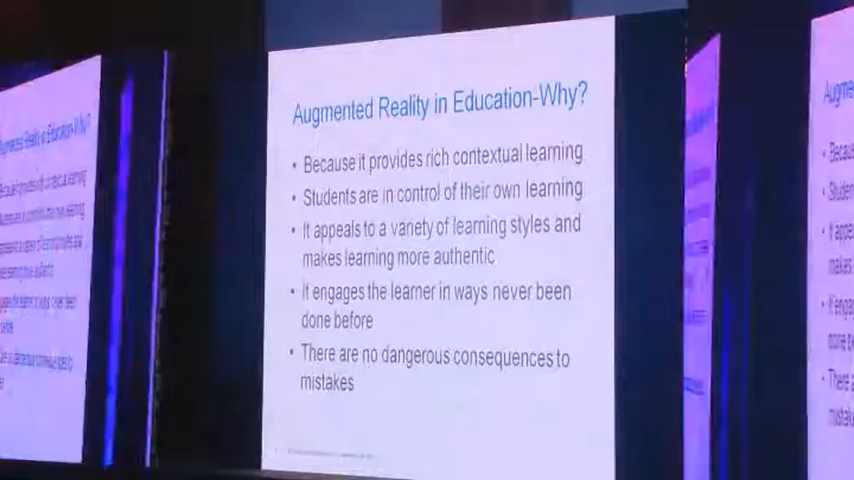 Augmented Reality in Education-Why?
• Because it provides rich contextual learning
• Students are in control of their own learning
• It appeals to a variety of learning styles and
makes learning more authentic
• It engages the learner in ways never been
done before
• There are no dangerous consequences to
mistakes